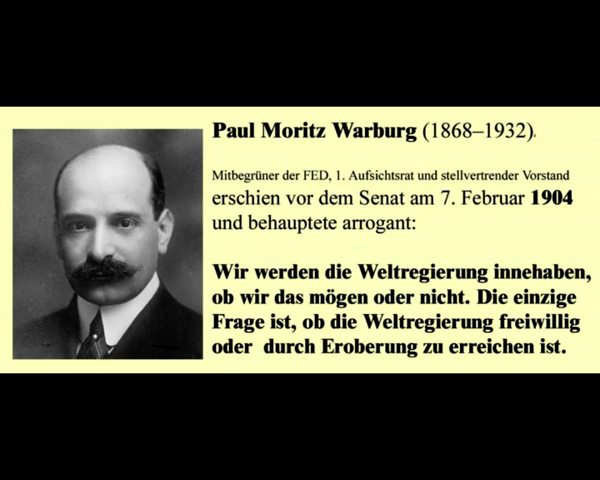 Paul Moritz Warburg (1868–1932).
Mitbegrüner der FED, 1. Aufsichtsrat und stellvertrender Vorstand
erschien vor dem Senat am 7. Februar 1904
und behauptete arrogant:
Wir werden die Weltregierung innehaben,
ob wir das mögen oder nicht. Die einzige
Frage ist, ob die Weltregierung freiwillig
oder durch Eroberung zu erreichen ist.